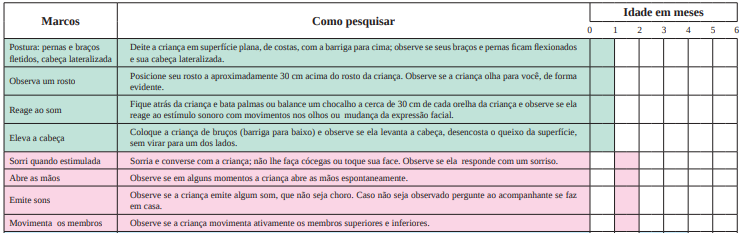 Marcos
Como pesquisar
Idade em meses
0 1 2 3 4 5 6
Postura: pernas e braços
fletidos, cabeça lateralizada
Deite a criança em superfície plana, de costas, com a barriga para cima; observe se seus braços e pernas ficam flexionados
e sua cabeça lateralizada.
Observa um rosto
Posicione seu rosto a aproximadamente 30 cm acima do rosto da criança. Observe se a criança olha para você, de forma
evidente.
Reage ao som
Fique atrás da criança e bata palmas ou balance um chocalho a cerca de 30 cm de cada orelha da criança e observe se ela
reage ao estímulo sonoro com movimentos nos olhos ou mudança da expressão facial.
Eleva a cabeça
Coloque a criança de bruços (barriga para baixo) e observe se ela levanta a cabeça, desencosta o queixo da superfície,
sem virar para um dos lados.
Sorri quando estimulada
Sorria e converse com a criança; não lhe faça cócegas ou toque sua face. Observe se ela responde com um sorriso.
Abre as mãos
Observe se em alguns momentos a criança abre as mãos espontaneamente.
Emite sons
Observe se a criança emite algum som, que não seja choro. Caso não seja observado pergunte ao acompanhante se faz
em casa.
Movimenta os membros
Observe se a criança movimenta ativamente os membros superiores e inferiores.